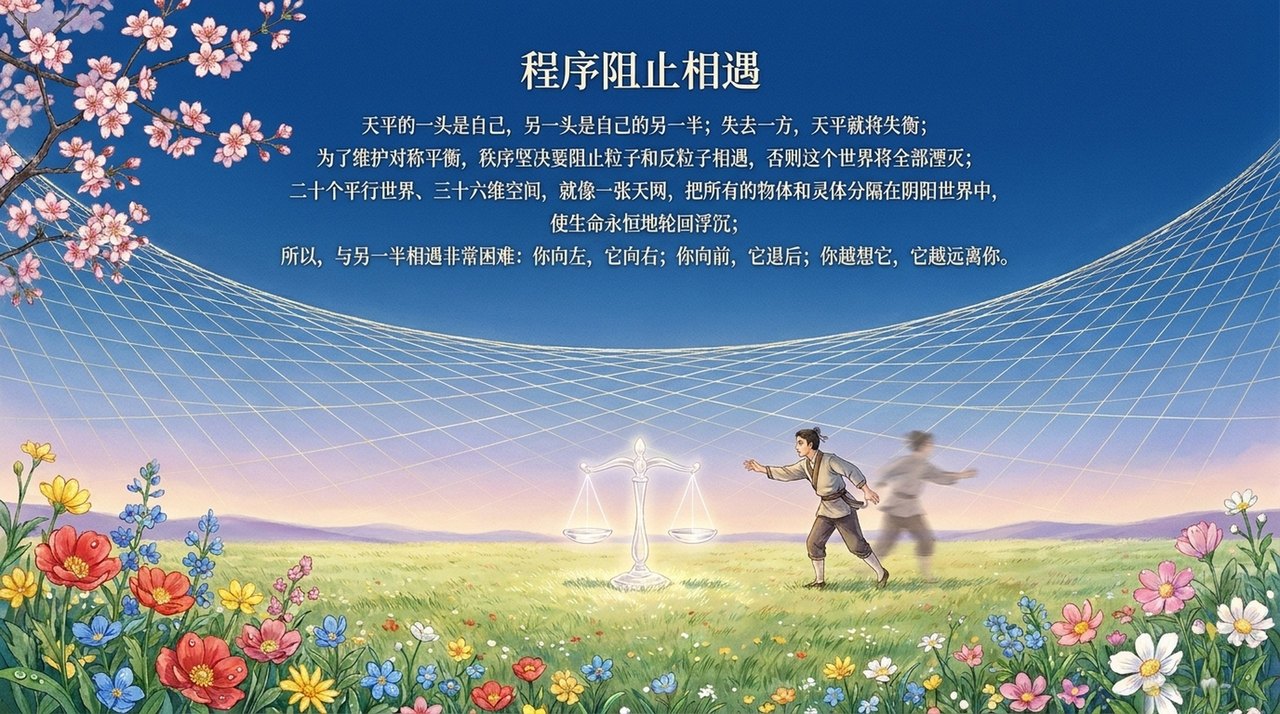 程序阻止相遇
天平的一头是自己，另一头是自己的另一半；失去一方，天平就将失衡；
为了维护对称平衡，秩序坚决要阻止粒子和反粒子相遇，否则这个世界将全部湮灭；
二十个平行世界、三十六维空间，就像一张天网，把所有的物体和灵体分隔在阴阳世界中，
使生命永恒地轮回浮沉；
所以，与另一半相遇非常困难：你向左，它向右；你向前，它退后；你越想它，它越远离你。